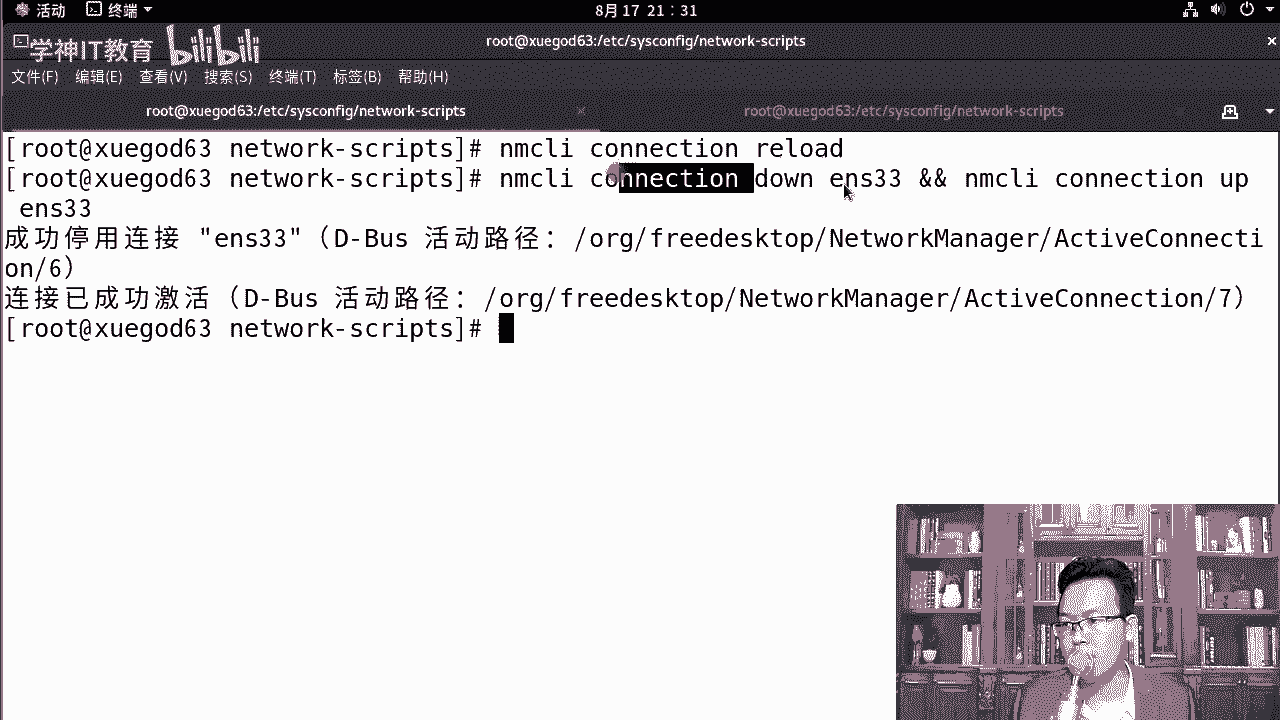 活动 终端 8月 17 21：31
学神IT教育 bilibili
root@xuegod63:/etc/sysconfig/network-scripts ×
文件(F) 编辑(E) 查看(V) 搜索(S) 终端(T) 标签(B) 帮助(H)
root@xuegod63:/etc/sysconfig/network-scripts × root@xuegod63:/etc/sysconfig/network-scripts
[root@xuegod63 network-scripts]# nmcli connection reload
[root@xuegod63 network-scripts]# nmcli connection down ens33 && nmcli connection up
ens33
成功停用连接 "ens33"（D-Bus 活动路径：/org/freedesktop/NetworkManager/ActiveConnecti
on/6）
连接已成功激活（D-Bus 活动路径：/org/freedesktop/NetworkManager/ActiveConnection/7）
[root@xuegod63 network-scripts]#